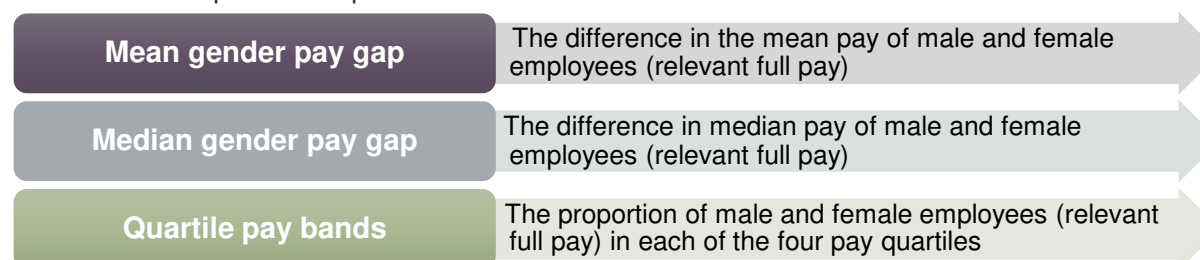 Mean gender pay gap
The difference in the mean pay of male and female
employees (relevant full pay)
Median gender pay gap
The difference in median pay of male and female
employees (relevant full pay)
Quartile pay bands
The proportion of male and female employees (relevant
full pay) in each of the four pay quartiles